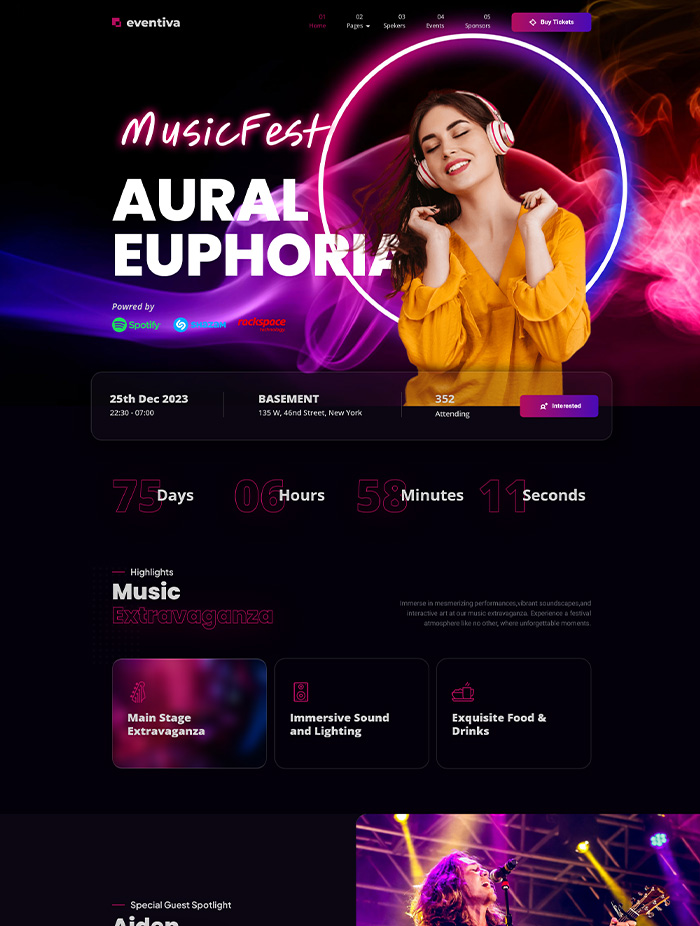 eventiva
01
Home
02
Pages
03
Spekers
04
Events
05
Sponsors
Buy Tickets
MusicFest
AURAL
EUPHORIA
Powred by
Spotify
SHAZAM
rackspace
25th Dec 2023
22:30 - 07:00
BASEMENT
135 W, 46nd Street, New York
352
Attending
Interested
75 Days
06 Hours
58 Minutes
11 Seconds
Highlights
Music
Extravaganza
Immerse in mesmerizing performances,vibrant soundscapes,and
interactive art at our music extravaganza. Experience a festival
atmosphere like no other, where unforgettable moments.
Main Stage
Extravaganza
Immersive Sound
and Lighting
Exquisite Food &
Drinks
Special Guest Spotlight
Aiden